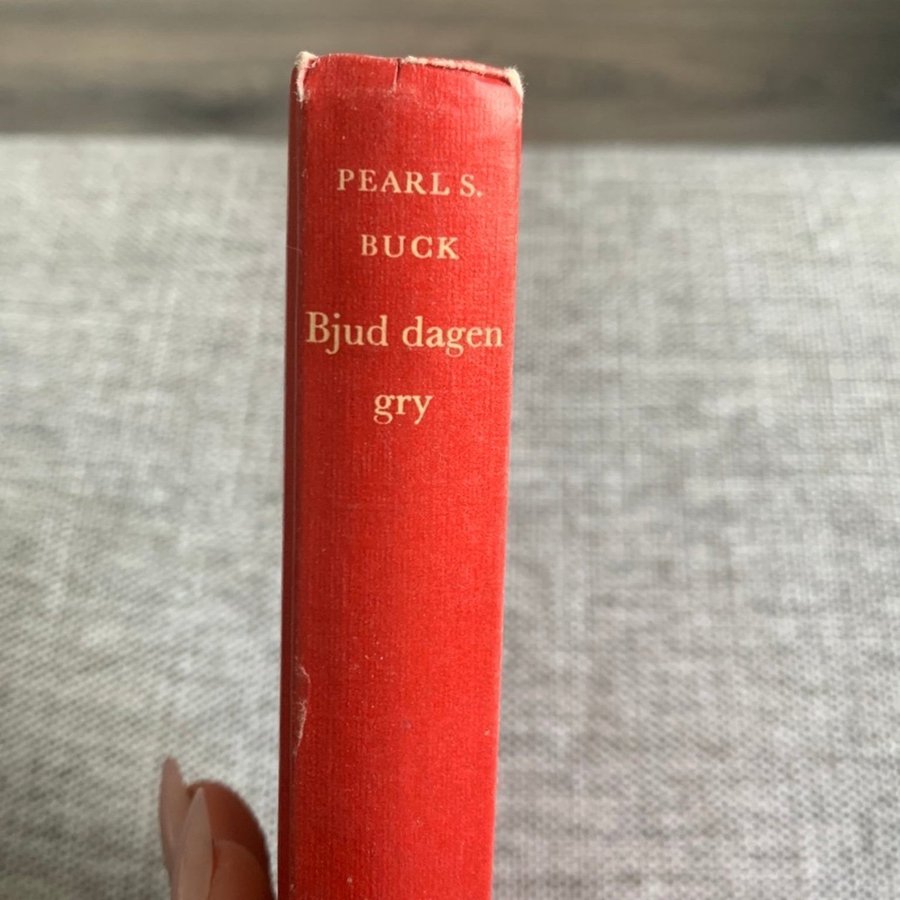 PEARL S.
BUCK
Bjud dagen
gry